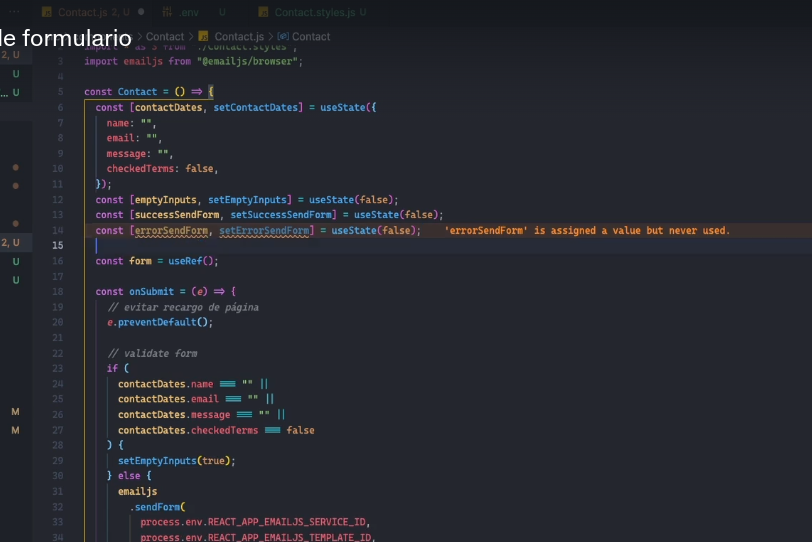 Contact.js 2, U
.env U
Contact.styles.js U
de formulario
Contact > Contact.js > Contact
2, U
import * as S from "./Contact.styles";
3 import emailjs from "@emailjs/browser";
U
4
... U
5 const Contact = () => {
6 const [contactDates, setContactDates] = useState({
7 name: "",
8 email: "",
9 message: "",
10 checkedTerms: false,
11 });
12 const [emptyInputs, setEmptyInputs] = useState(false);
13 const [successSendForm, setSuccessSendForm] = useState(false);
14 const [errorSendForm, setErrorSendForm] = useState(false); 'errorSendForm' is assigned a value but never used.
2, U
15
16 const form = useRef();
U
17
U
18 const onSubmit = (e) => {
19 // evitar recargo de página
20 e.preventDefault();
21
22 // validate form
23 if (
24 contactDates.name === "" ||
25 contactDates.email === "" ||
26 contactDates.message === "" ||
M
27 contactDates.checkedTerms === false
M
28 ) {
29 setEmptyInputs(true);
30 } else {
31 emailjs
32 .sendForm(
33 process.env.REACT_APP_EMAILJS_SERVICE_ID,
34 process.env.REACT_APP_EMAILJS_TEMPLATE_ID,